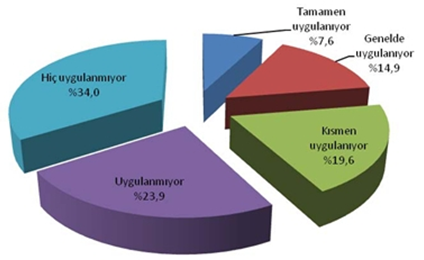 Tamamen
uygulanıyor
%7,6
Genelde
uygulanıyor
%14,9
Kısmen
uygulanıyor
%19,6
Uygulanmıyor
%23,9
Hiç uygulanmıyor
%34,0